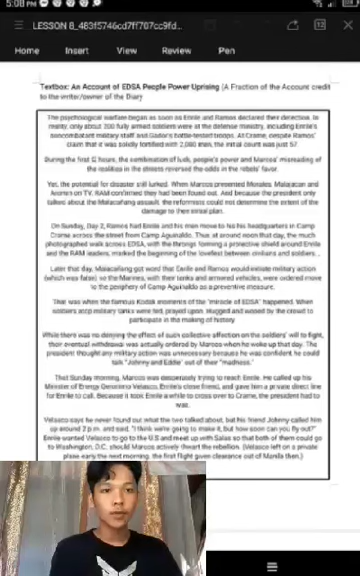 5:08 PM
LESSON 8_483f5746cd7ff707cc9fd...
Home Insert View Review Pen
Textbox: An Account of EDSA People Power Uprising (A Fraction of the Account credit
to the writer/owner of the Diary
The psychological warfare began as soon as Enrile and Ramos declared their defection. In
reality, only about 200 fully armed soldiers were at the defense ministry, including Enrile's
noncombatant military staff and Gador's battle-tested troops. At Crame, despite Ramos'
claim that it was solidly fortified with 2,000 men, the initial count was just 57
During the first 12 hours, the combination of luck, people's power and Marcos' misreading of
the realities in the streets reversed the odds in the rebels' favor.
Yet, the potential for disaster still lurked. When Marcos presented Morales, Malajacan and
Aromin on TV, RAM confirmed they had been found out. And because the president only
talked about the Malacañang assault, the reformists could not determine the extent of the
damage to their initial plan.
On Sunday, Day 2, Ramos had Enrile and his men move to his headquarters in Camp
Crame across the street from Camp Aguinaldo. Thus, at around noon that day, the much
photographed walk across EDSA, with the throngs forming a protective shield around Enrile
and the RAM leaders, marked the beginning of the lovefest between civilians and soldiers...
Later that day, Malacañang got word that Enrile and Ramos would initiate military action
(which was false) so the Marines, with their tanks and armored vehicles, were ordered move
to the periphery of Camp Aguinaldo as a preventive measure.
That was when the famous Kodak moments of the "miracle of EDSA" happened. When
soldiers atop military tanks were fed, prayed upon, hugged and kissed by the crowd to
participate in the making of history.
While there was no denying the effect of such collective affection on the soldiers' will to fight,
their eventual withdrawal was actually ordered by Marcos when he woke up that day. The
president thought any military action was unnecessary because he was confident he could
talk "Johnny and Eddie" out of their "madness."
That Sunday morning, Marcos was desperately trying to reach Enrile. He called up his
Minister of Energy Geronimo Velasco, Enrile's close friend, and gave him a private direct line
for Enrile to call. Because it took Enrile a while to cross over to Crame, the president had to
wait.
Velasco says he never found out what the two talked about, but his friend Johnny called him
up around 2 p.m. and said, "I think we're going to make it, but how soon can you fly out?"
Enrile wanted Velasco to go to the U.S and meet up with Salas so that both of them could go
to Washington, D.C. should Marcos actively thwart the rebellion. (Velasco left on a private
plane early the next morning, the first flight given clearance out of Manila then.)